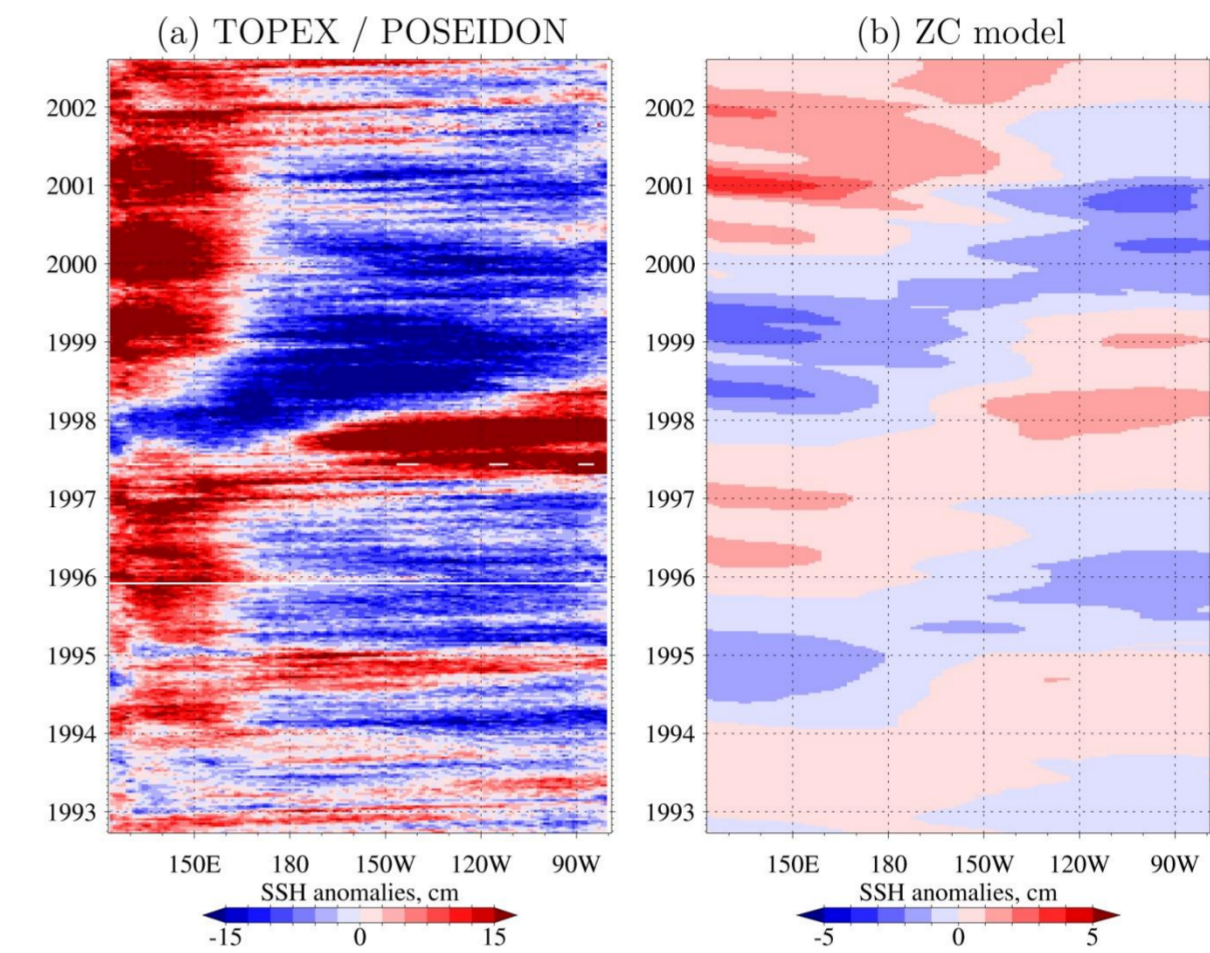 (a) TOPEX / POSEIDON
2002
2001
2000
1999
1998
1997
1996
1995
1994
1993
150E 180 150W 120W 90W
SSH anomalies, cm
-15 0 15
(b) ZC model
2002
2001
2000
1999
1998
1997
1996
1995
1994
1993
150E 180 150W 120W 90W
SSH anomalies, cm
-5 0 5